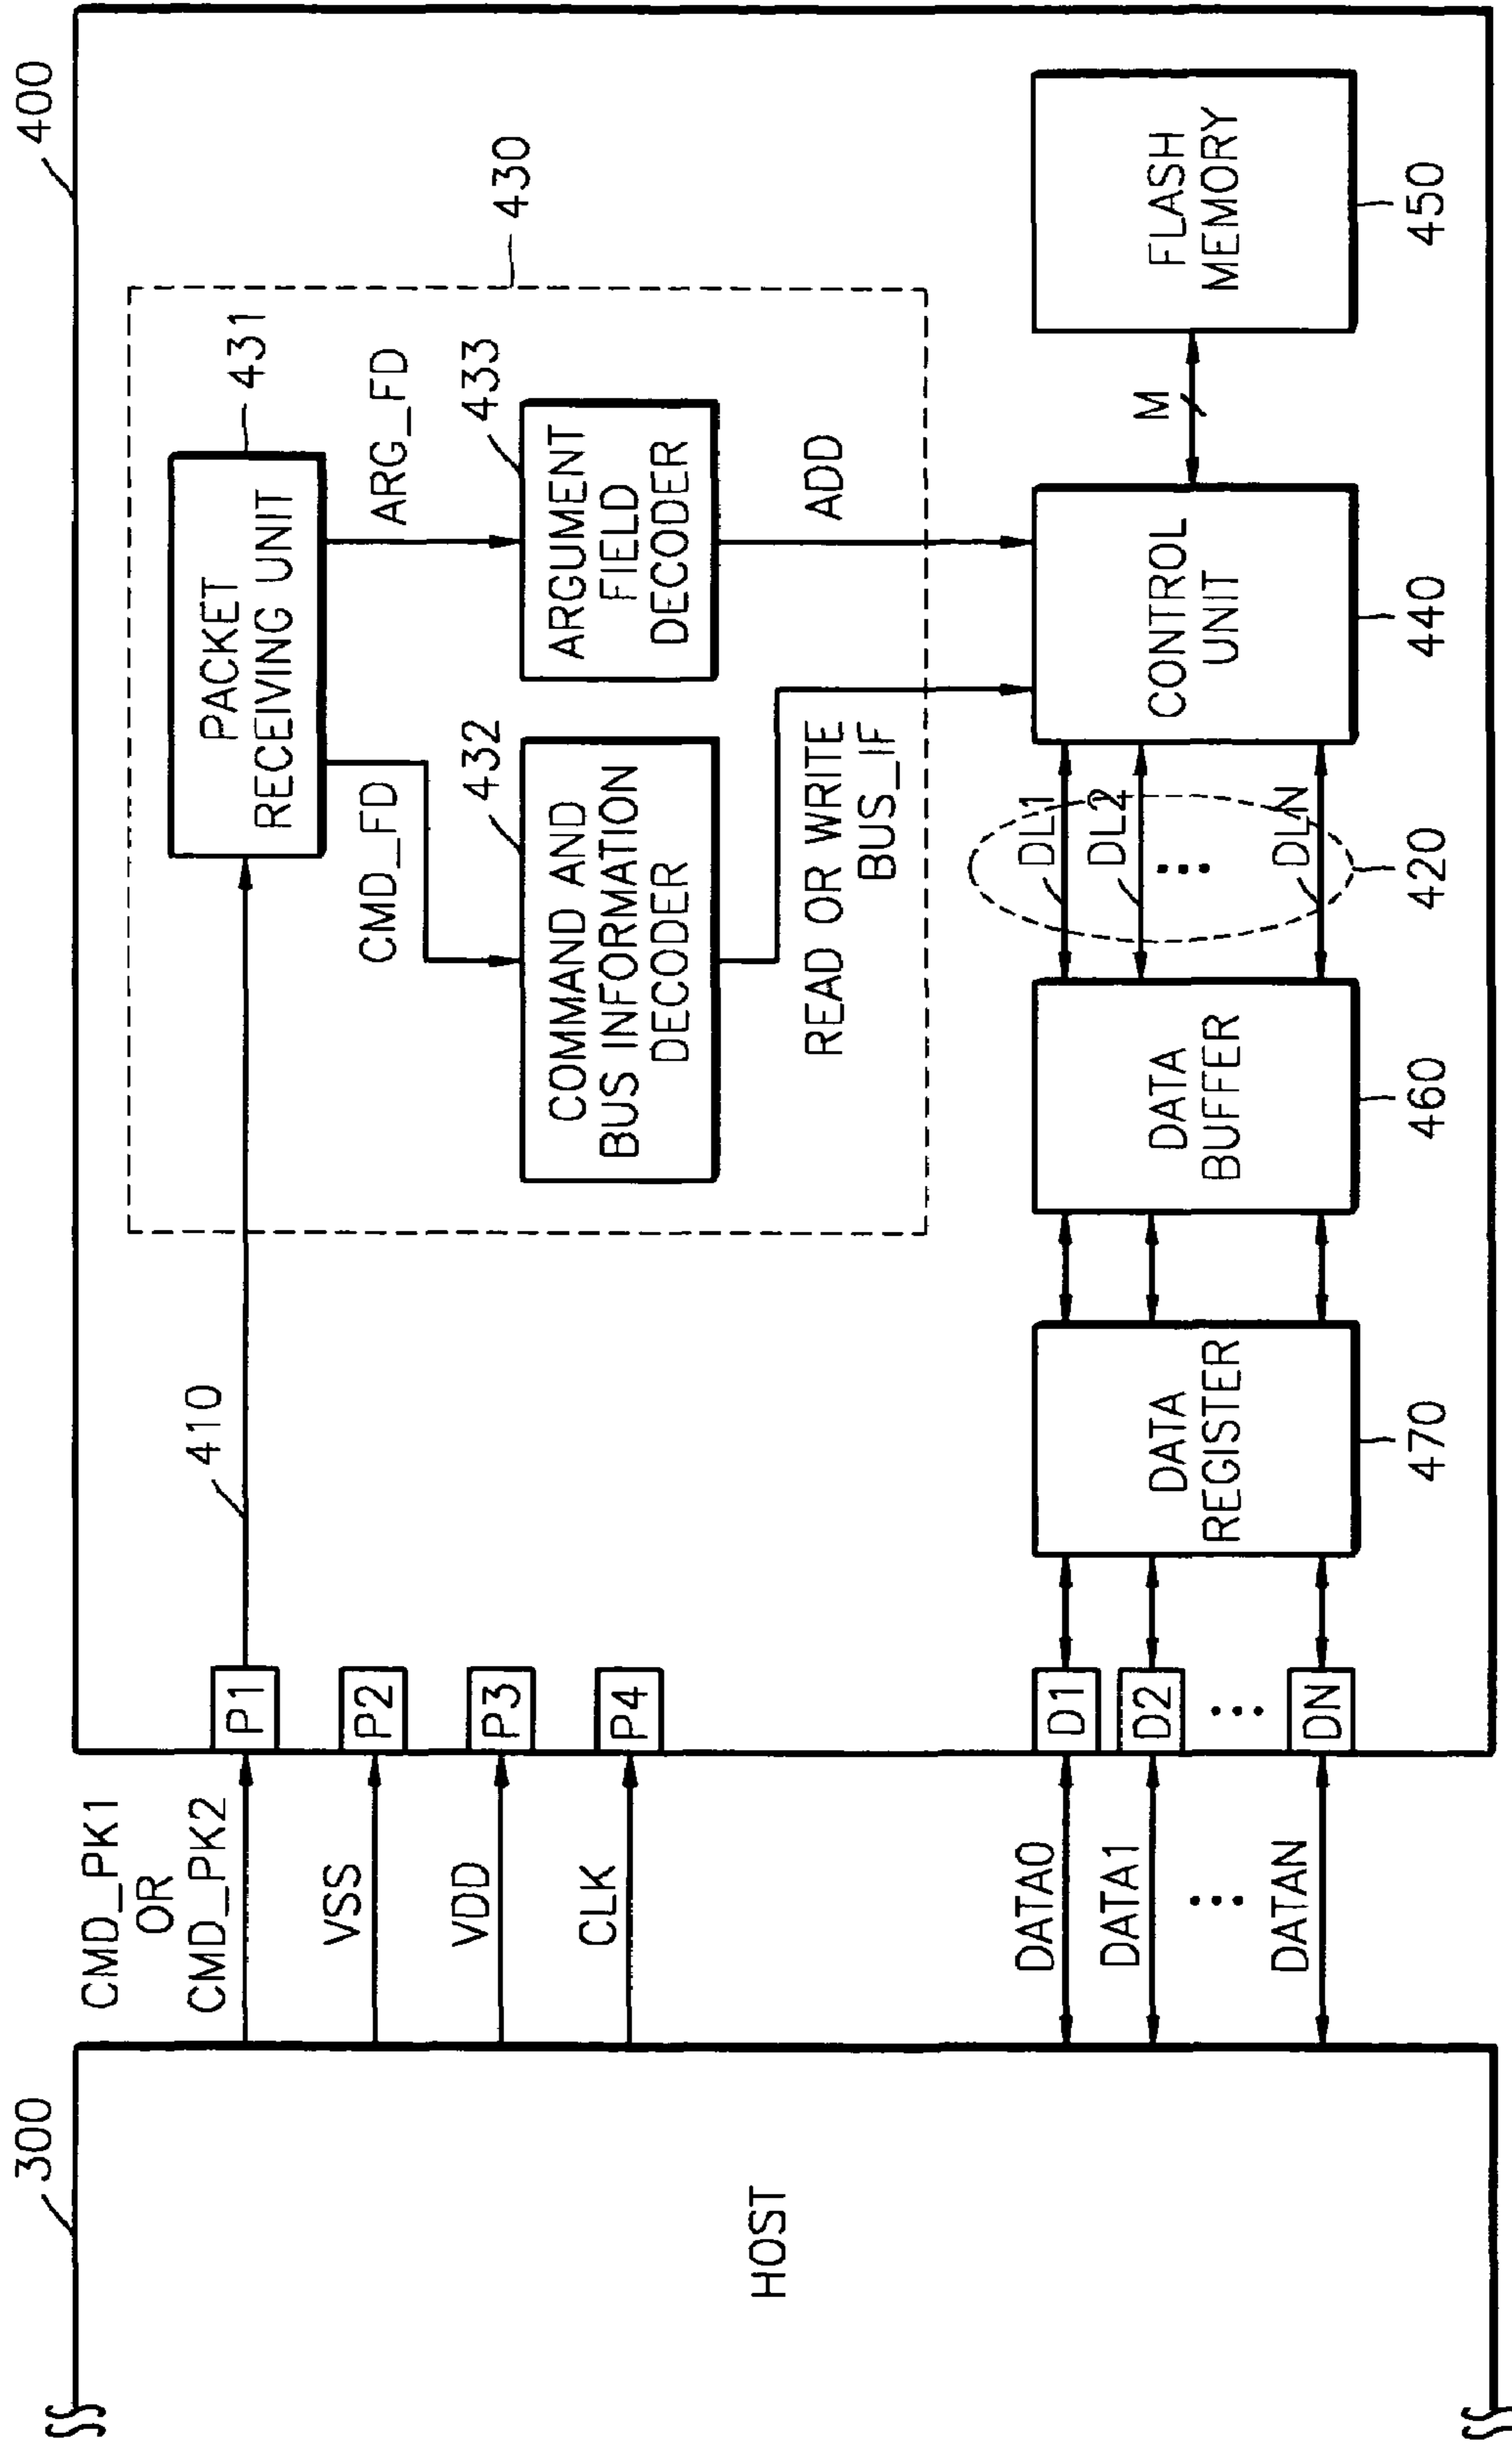 300
400
HOST
CMD_PK1
OR
CMD_PK2
VSS
VDD
CLK
DATA0
DATA1
DATAN
P1
P2
P3
P4
D1
D2
DN
410
PACKET
RECEIVING UNIT
431
430
CMD_FD
ARG_FD
432
433
COMMAND AND
BUS INFORMATION
DECODER
ARGUMENT
FIELD
DECODER
READ OR WRITE
BUS_IF
ADD
DATA
REGISTER
470
DATA
BUFFER
460
DL1
DL2
DLN
420
CONTROL
UNIT
440
M
FLASH
MEMORY
450